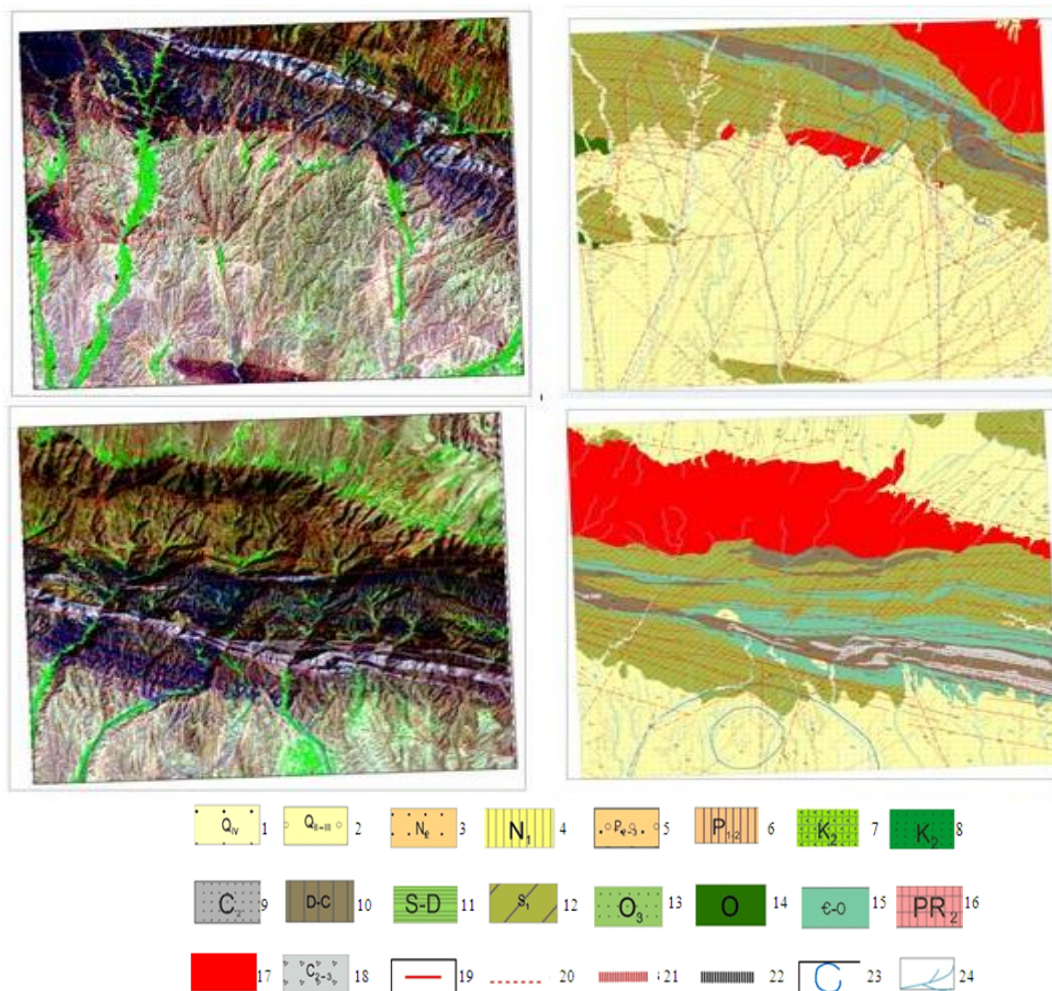 Q IV 1 Q II-III 2 N₂ 3 N₁ 4 P₂₋₃ 5 P₁₋₂ 6 K₂ 7 K₂ 8
C₂ 9 D-C 10 S-D 11 S₁ 12 O₃ 13 O 14 Є-O 15 PR₂ 16
17 C₂₋₃ 18 19 20 21 22 23 24